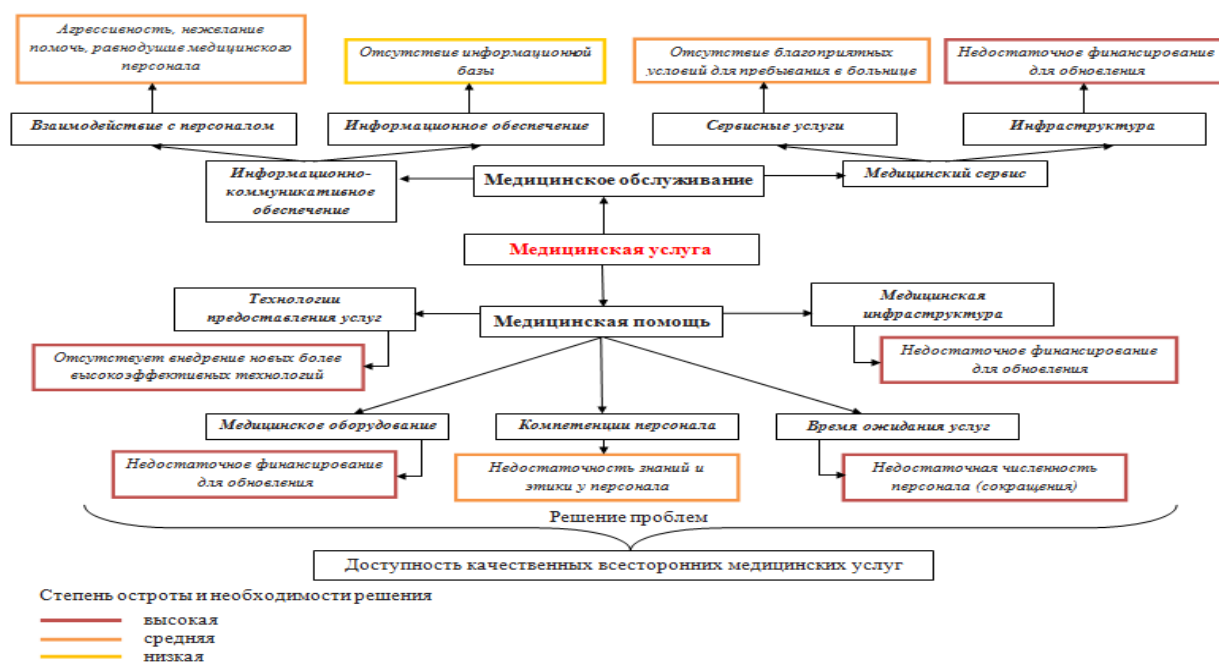 Агрессивность, нежелание
помочь, равнодушие медицинского
персонала
Отсутствие информационной
базы
Отсутствие благоприятных
условий для пребывания в больнице
Недостаточное финансирование
для обновления
Взаимодействие с персоналом
Информационное обеспечение
Сервисные услуги
Инфраструктура
Информационно-
коммуникативное
обеспечение
Медицинское обслуживание
Медицинский сервис
Медицинская услуга
Технологии
предоставления услуг
Медицинская помощь
Медицинская
инфраструктура
Отсутствует внедрение новых более
высокоэффективных технологий
Недостаточное финансирование
для обновления
Медицинское оборудование
Компетенции персонала
Время ожидания услуг
Недостаточное финансирование
для обновления
Недостаточность знаний и
этики у персонала
Недостаточная численность
персонала (сокращения)
Решение проблем
Доступность качественных всесторонних медицинских услуг
Степень остроты и необходимости решения
высокая
средняя
низкая